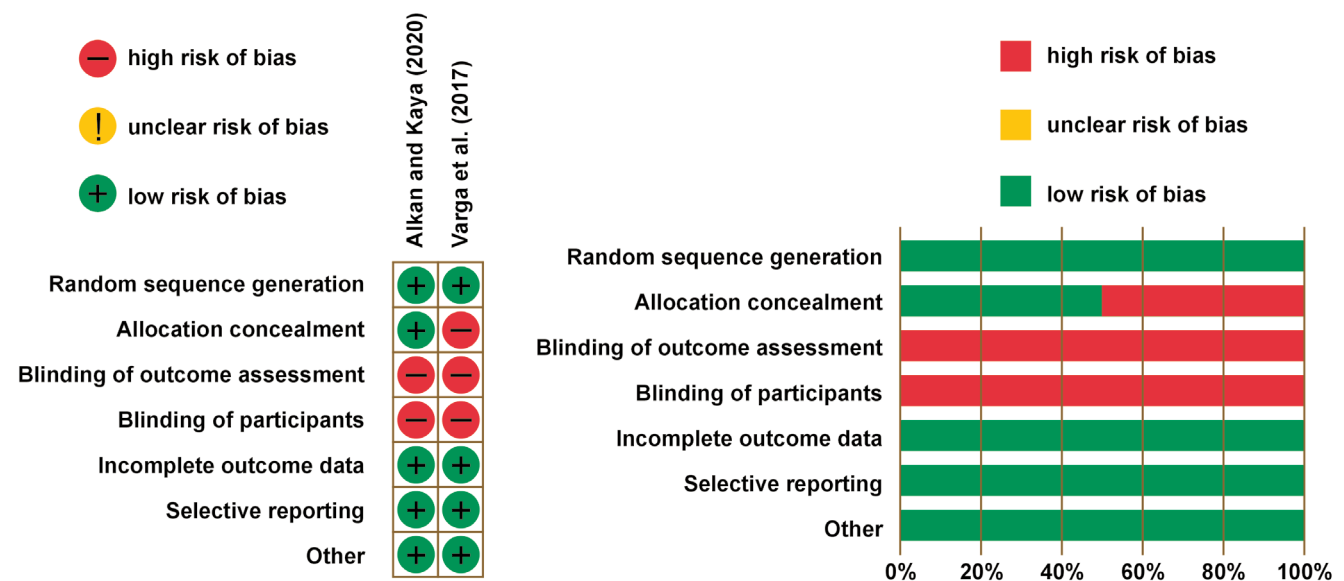 high risk of bias
! unclear risk of bias
+ low risk of bias
Alkan and Kaya (2020)
Varga et al. (2017)
Random sequence generation + +
Allocation concealment + −
Blinding of outcome assessment − −
Blinding of participants − −
Incomplete outcome data + +
Selective reporting + +
Other + +
high risk of bias
unclear risk of bias
low risk of bias
Random sequence generation
Allocation concealment
Blinding of outcome assessment
Blinding of participants
Incomplete outcome data
Selective reporting
Other
0% 20% 40% 60% 80% 100%